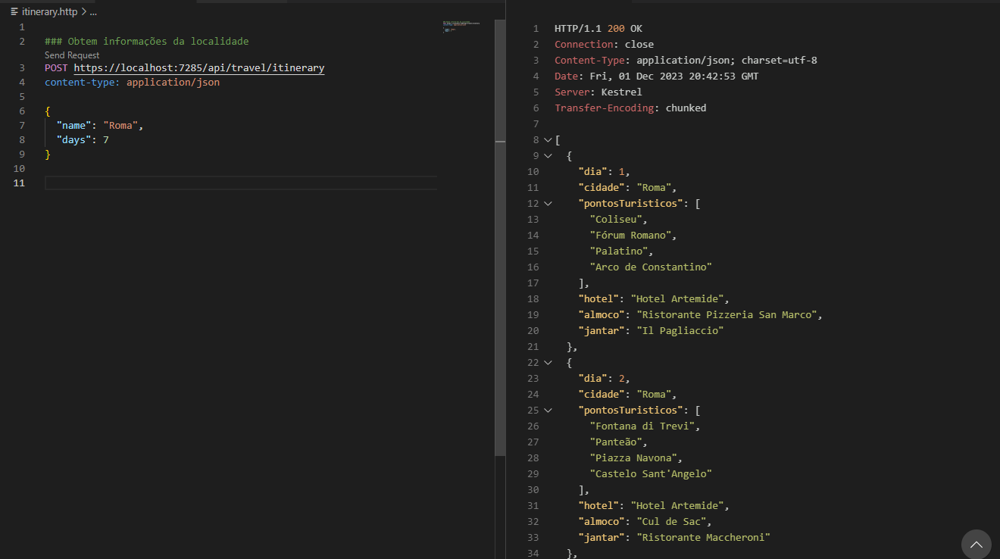 itinerary.http > ...
1
2 ### Obtem informações da localidade
Send Request
3 POST https://localhost:7285/api/travel/itinerary
4 content-type: application/json
5
6 {
7 "name": "Roma",
8 "days": 7
9 }
10
11
1 HTTP/1.1 200 OK
2 Connection: close
3 Content-Type: application/json; charset=utf-8
4 Date: Fri, 01 Dec 2023 20:42:53 GMT
5 Server: Kestrel
6 Transfer-Encoding: chunked
7
8 [
9 {
10 "dia": 1,
11 "cidade": "Roma",
12 "pontosTuristicos": [
13 "Coliseu",
14 "Fórum Romano",
15 "Palatino",
16 "Arco de Constantino"
17 ],
18 "hotel": "Hotel Artemide",
19 "almoco": "Ristorante Pizzeria San Marco",
20 "jantar": "Il Pagliaccio"
21 },
22 {
23 "dia": 2,
24 "cidade": "Roma",
25 "pontosTuristicos": [
26 "Fontana di Trevi",
27 "Panteão",
28 "Piazza Navona",
29 "Castelo Sant'Angelo"
30 ],
31 "hotel": "Hotel Artemide",
32 "almoco": "Cul de Sac",
33 "jantar": "Ristorante Maccheroni"
34 },